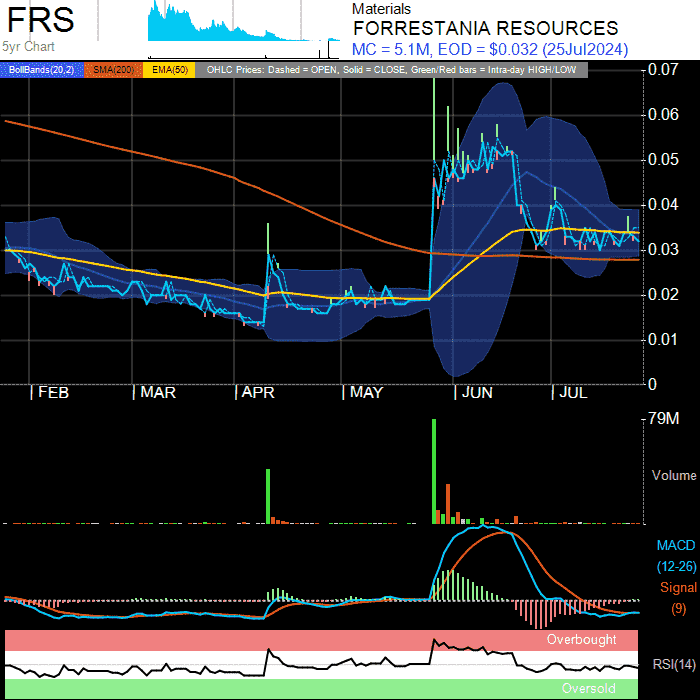 FRS
5yr Chart
Materials
FORRESTANIA RESOURCES
MC = 5.1M, EOD = $0.032 (25Jul2024)
BollBands(20,2) SMA(200) EMA(50) OHLC Prices: Dashed = OPEN, Solid = CLOSE, Green/Red bars = Intra-day HIGH/LOW
0.07
0.06
0.05
0.04
0.03
0.02
0.01
0
| FEB | MAR | APR | MAY | JUN | JUL
79M
Volume
MACD
(12-26)
Signal
(9)
Overbought
RSI(14)
Oversold